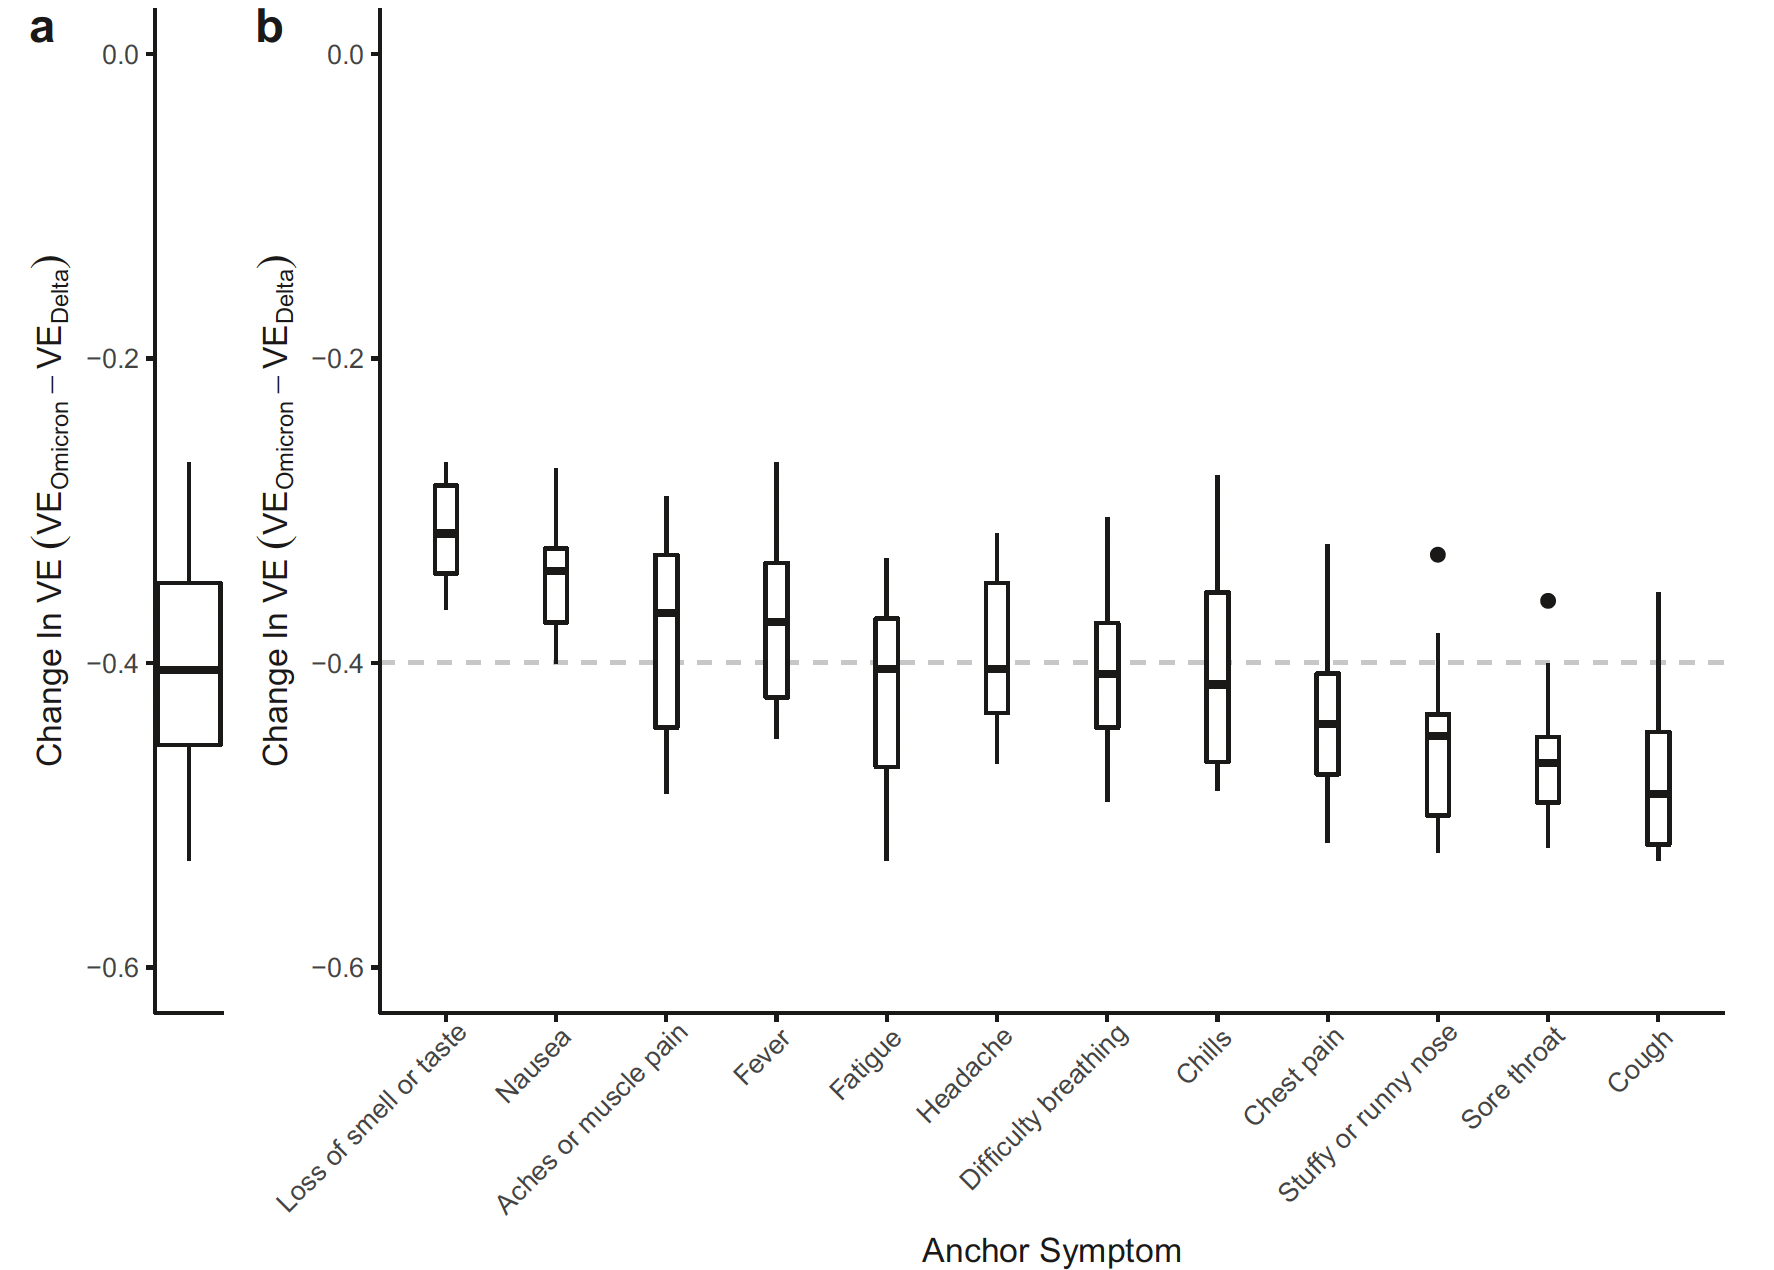 a
0.0
−0.2
−0.4
−0.6
Change In VE (VEOmicron − VEDelta)
b
0.0
−0.2
−0.4
−0.6
Change In VE (VEOmicron − VEDelta)
Loss of smell or taste
Nausea
Aches or muscle pain
Fever
Fatigue
Headache
Difficulty breathing
Chills
Chest pain
Stuffy or runny nose
Sore throat
Cough
Anchor Symptom